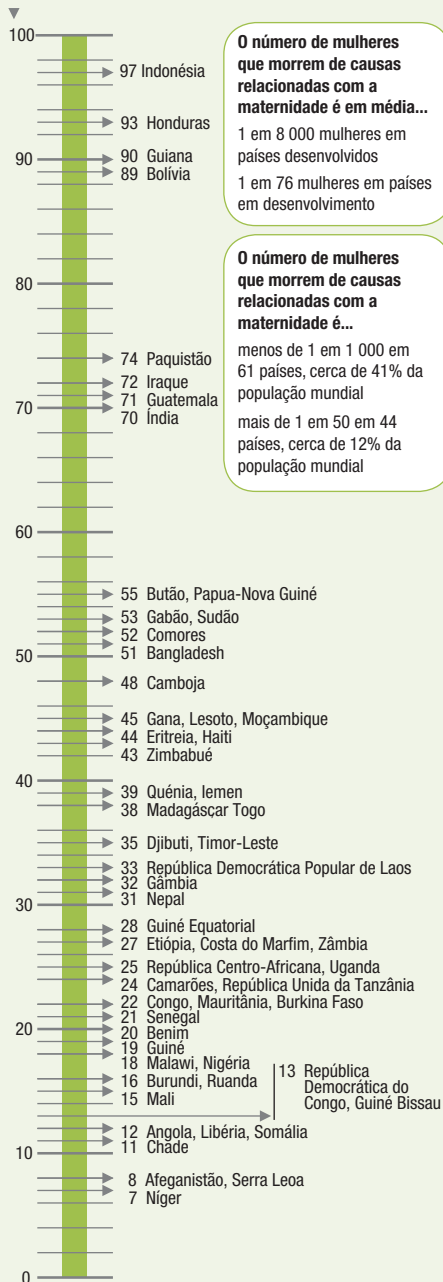 100
97 Indonésia
93 Honduras
90
90 Guiana
89 Bolívia
80
74 Paquistão
72 Iraque
71 Guatemala
70
70 Índia
60
55 Butão, Papua-Nova Guiné
53 Gabão, Sudão
52 Comores
51 Bangladesh
50
48 Camboja
45 Gana, Lesoto, Moçambique
44 Eritreia, Haiti
43 Zimbabué
40
39 Quénia, Iemen
38 Madagáscar Togo
35 Djibuti, Timor-Leste
33 República Democrática Popular de Laos
32 Gâmbia
31 Nepal
30
28 Guiné Equatorial
27 Etiópia, Costa do Marfim, Zâmbia
25 República Centro-Africana, Uganda
24 Camarões, República Unida da Tanzânia
22 Congo, Mauritânia, Burkina Faso
21 Senegal
20
20 Benim
19 Guiné
18 Malawi, Nigéria
16 Burundi, Ruanda
15 Mali
13 República
Democrática do
Congo, Guiné Bissau
12 Angola, Libéria, Somália
11 Chade
10
8 Afeganistão, Serra Leoa
7 Níger
0
O número de mulheres
que morrem de causas
relacionadas com a
maternidade é em média...
1 em 8 000 mulheres em
países desenvolvidos
1 em 76 mulheres em países
em desenvolvimento
O número de mulheres
que morrem de causas
relacionadas com a
maternidade é...
menos de 1 em 1 000 em
61 países, cerca de 41% da
população mundial
mais de 1 em 50 em 44
países, cerca de 12% da
população mundial